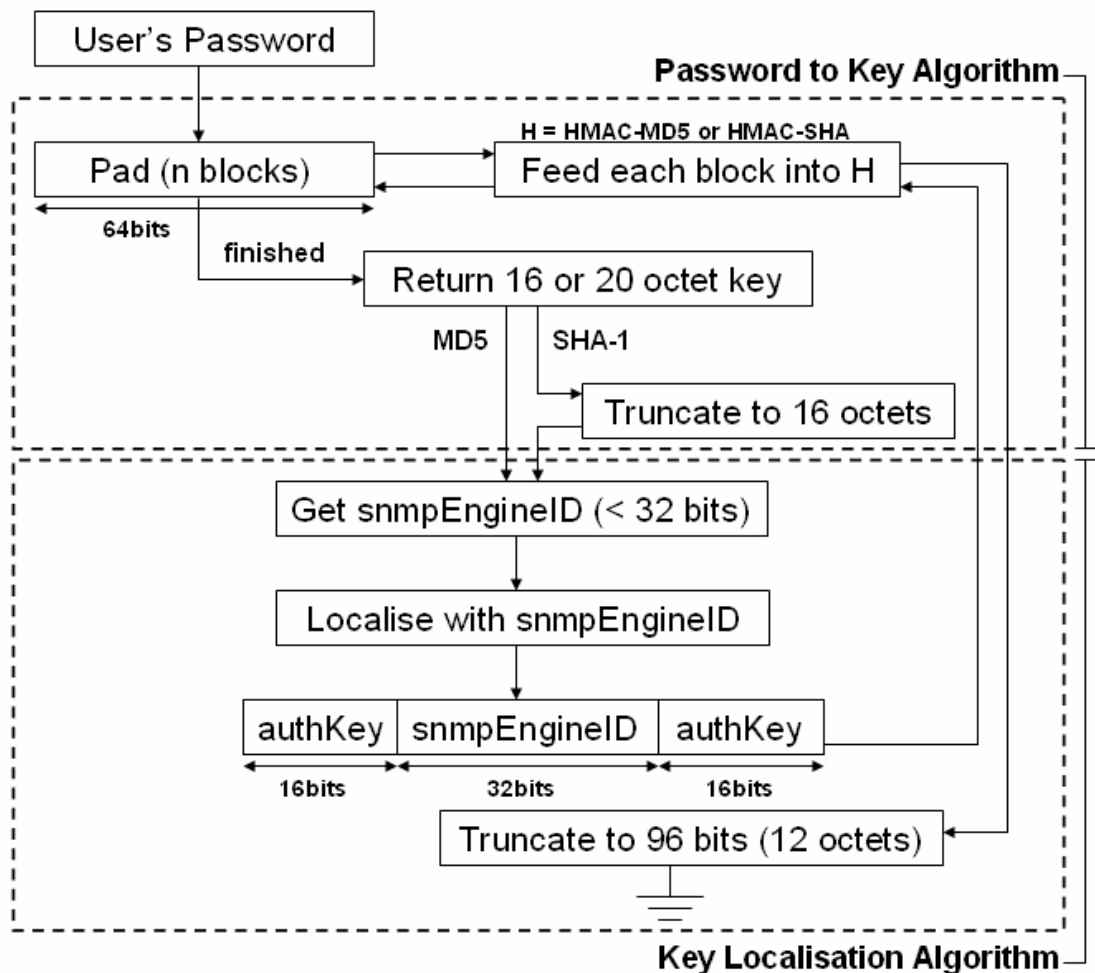 User's Password
Password to Key Algorithm
H = HMAC-MD5 or HMAC-SHA
Pad (n blocks)
Feed each block into H
64bits
finished
Return 16 or 20 octet key
MD5
SHA-1
Truncate to 16 octets
Get snmpEngineID (< 32 bits)
Localise with snmpEngineID
authKey
snmpEngineID
authKey
16bits
32bits
16bits
Truncate to 96 bits (12 octets)
Key Localisation Algorithm